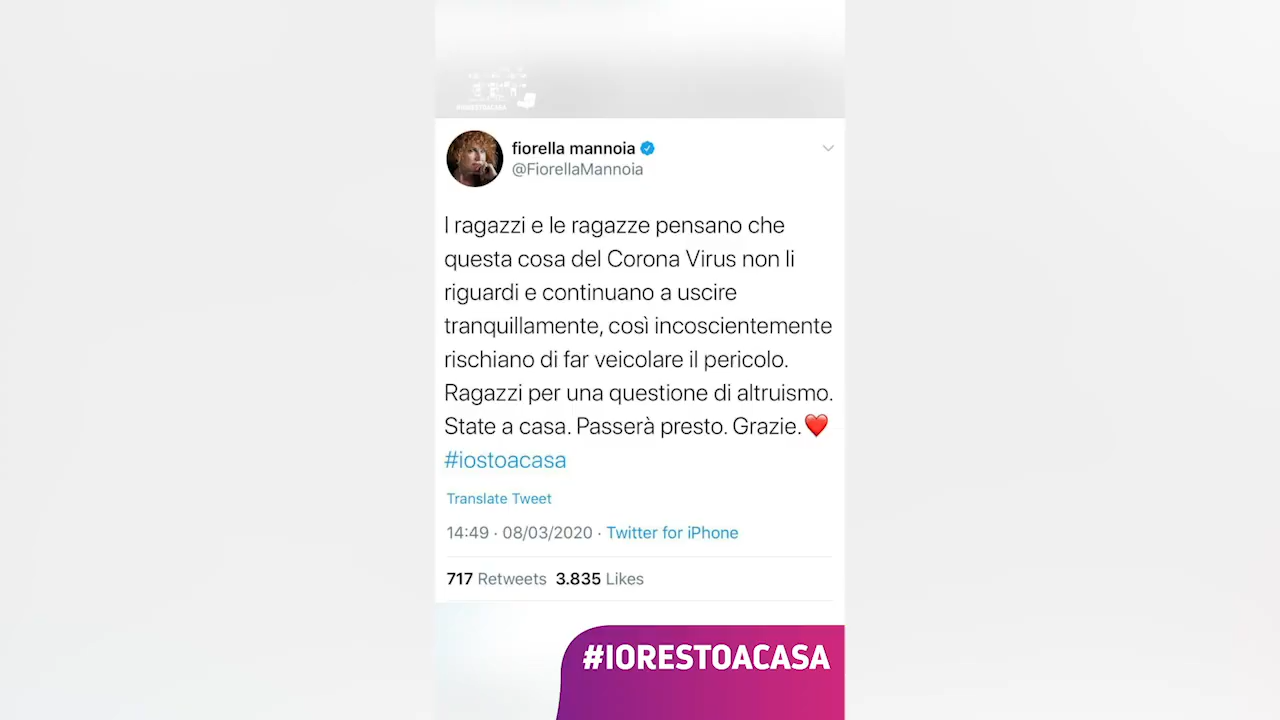 #IORESTOACASA
fiorella mannoia
@FiorellaMannoia
I ragazzi e le ragazze pensano che
questa cosa del Corona Virus non li
riguardi e continuano a uscire
tranquillamente, così incoscientemente
rischiano di far veicolare il pericolo.
Ragazzi per una questione di altruismo.
State a casa. Passerà presto. Grazie.❤️
#iostoacasa
Translate Tweet
14:49 · 08/03/2020 · Twitter for iPhone
717 Retweets 3.835 Likes
#IORESTOACASA